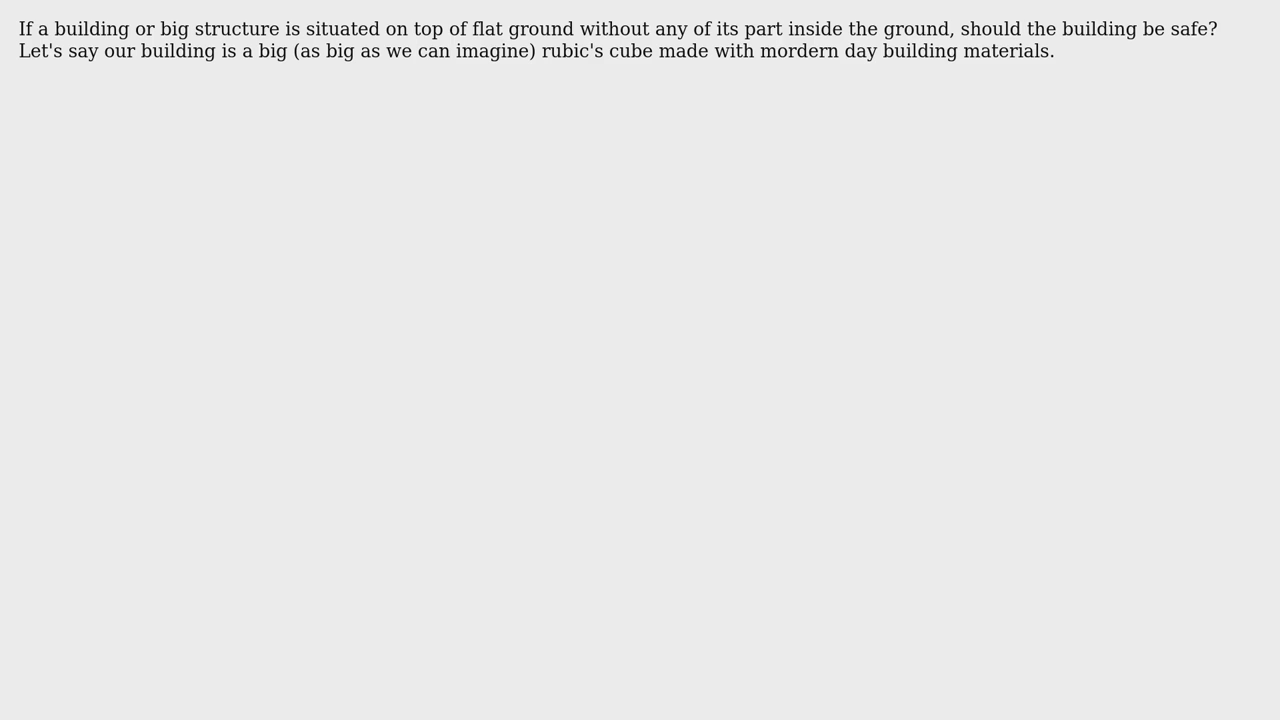 If a building or big structure is situated on top of flat ground without any of its part inside the ground, should the building be safe?
Let's say our building is a big (as big as we can imagine) rubic's cube made with mordern day building materials.